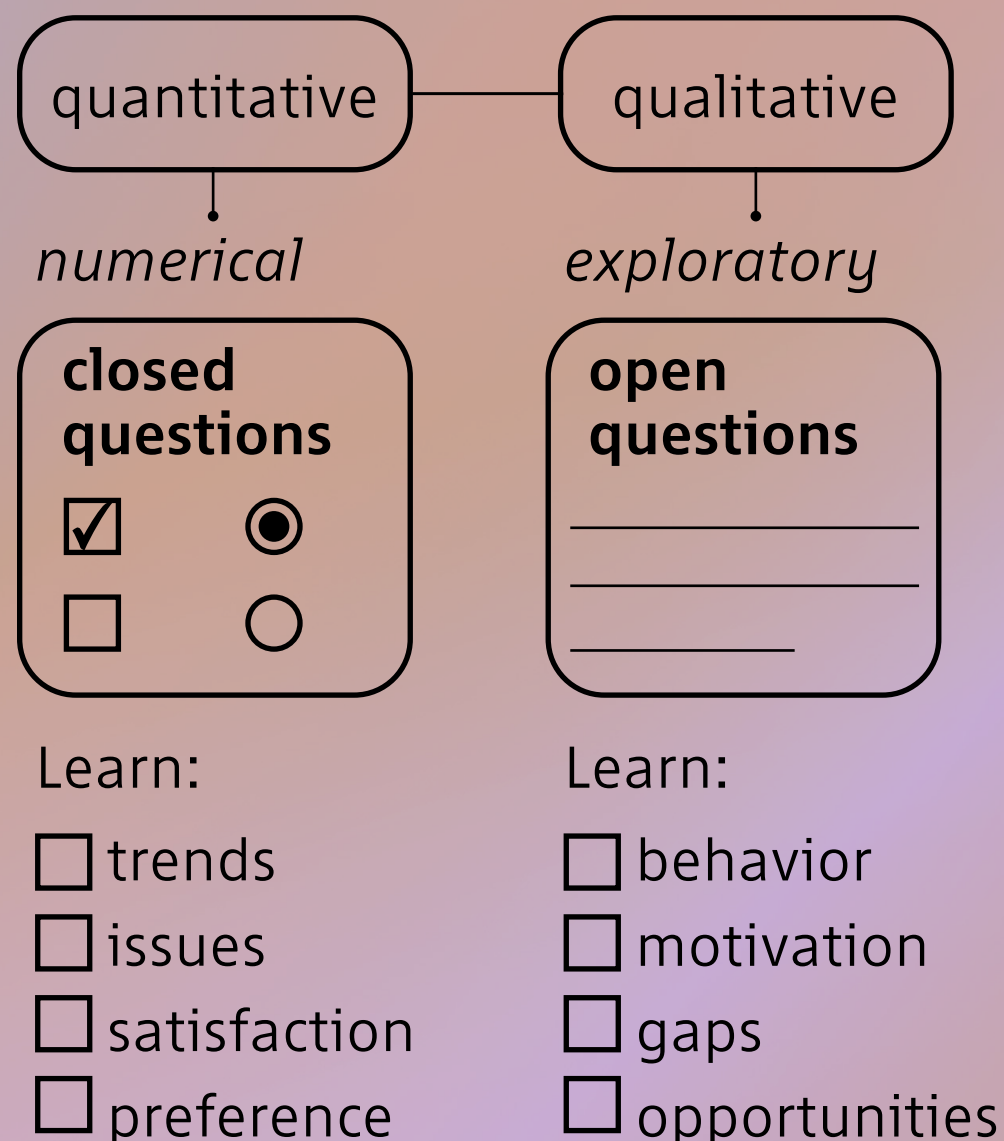 quantitative
qualitative
numerical
exploratory
closed
questions
open
questions
Learn:
trends
issues
satisfaction
preference
Learn:
behavior
motivation
gaps
opportunities